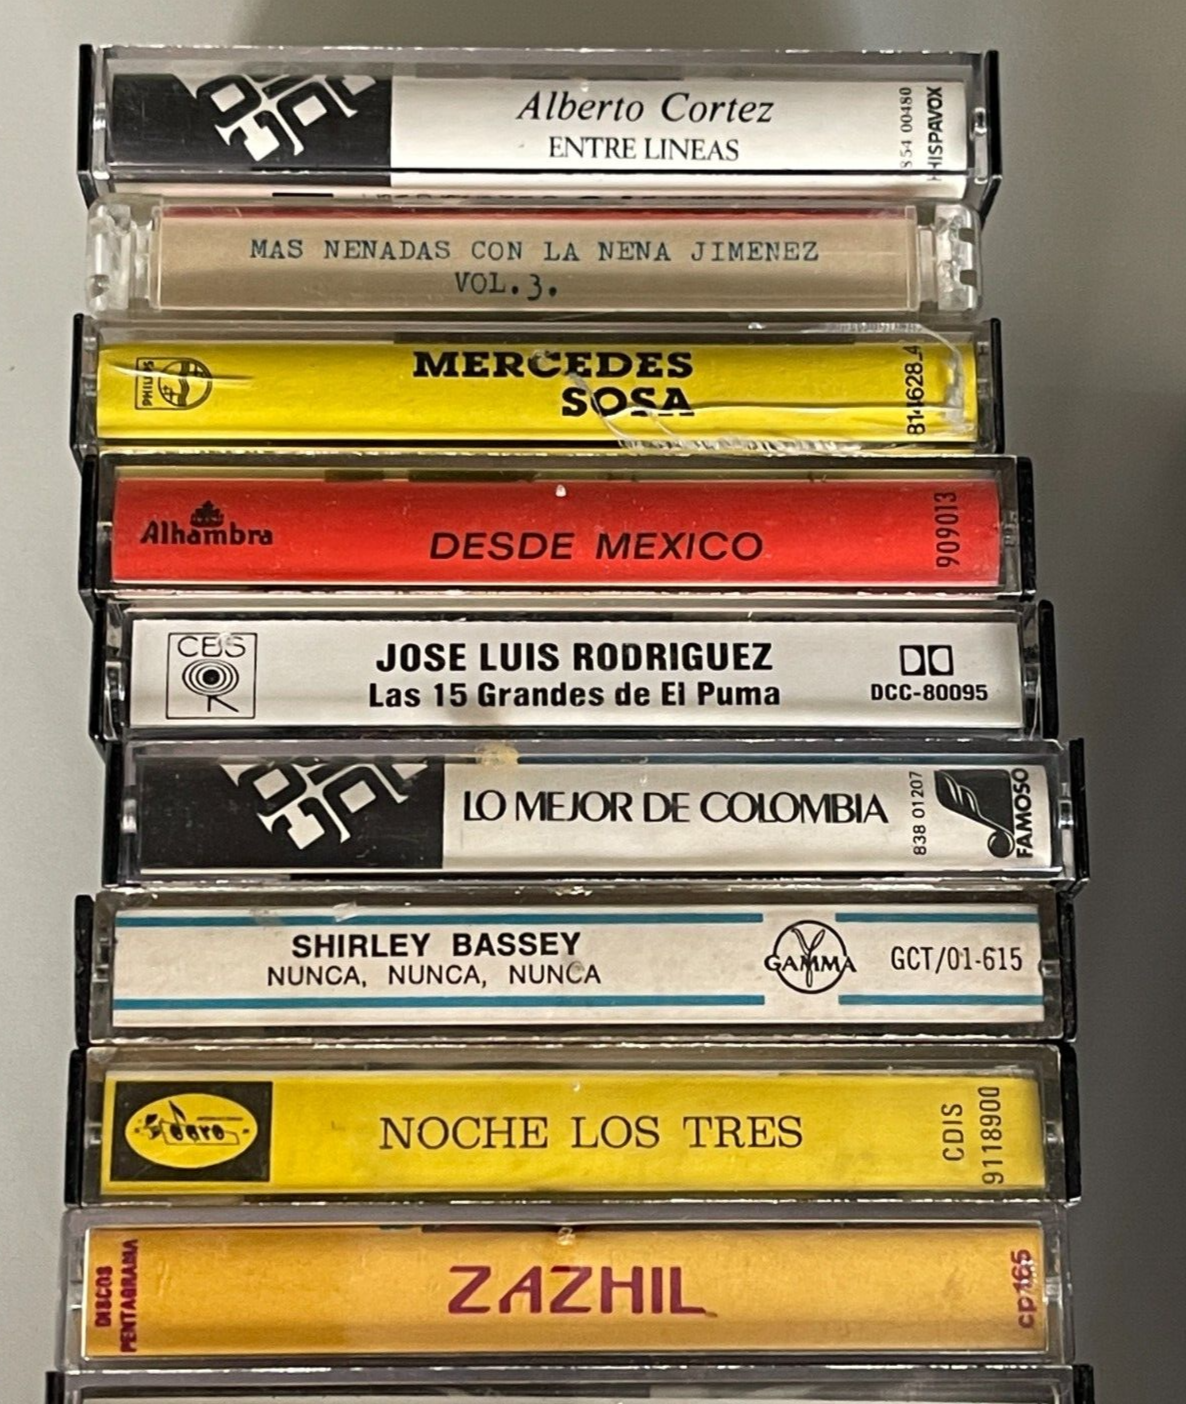 Alberto Cortez
ENTRE LINEAS
854 00480
HISPAVOX
MAS NENADAS CON LA NENA JIMENEZ
VOL.3.
PHILIPS
MERCEDES
SOSA
814628_4
Alhambra
DESDE MEXICO
909013
CBS
JOSE LUIS RODRIGUEZ
Las 15 Grandes de El Puma
DCC-80095
LO MEJOR DE COLOMBIA
838 01207
FAMOSO
SHIRLEY BASSEY
NUNCA, NUNCA, NUNCA
GAMMA
GCT/01-615
NOCHE LOS TRES
CDIS
9118900
DISCOS
PENTAGRAMA
ZAZHIL
cp165